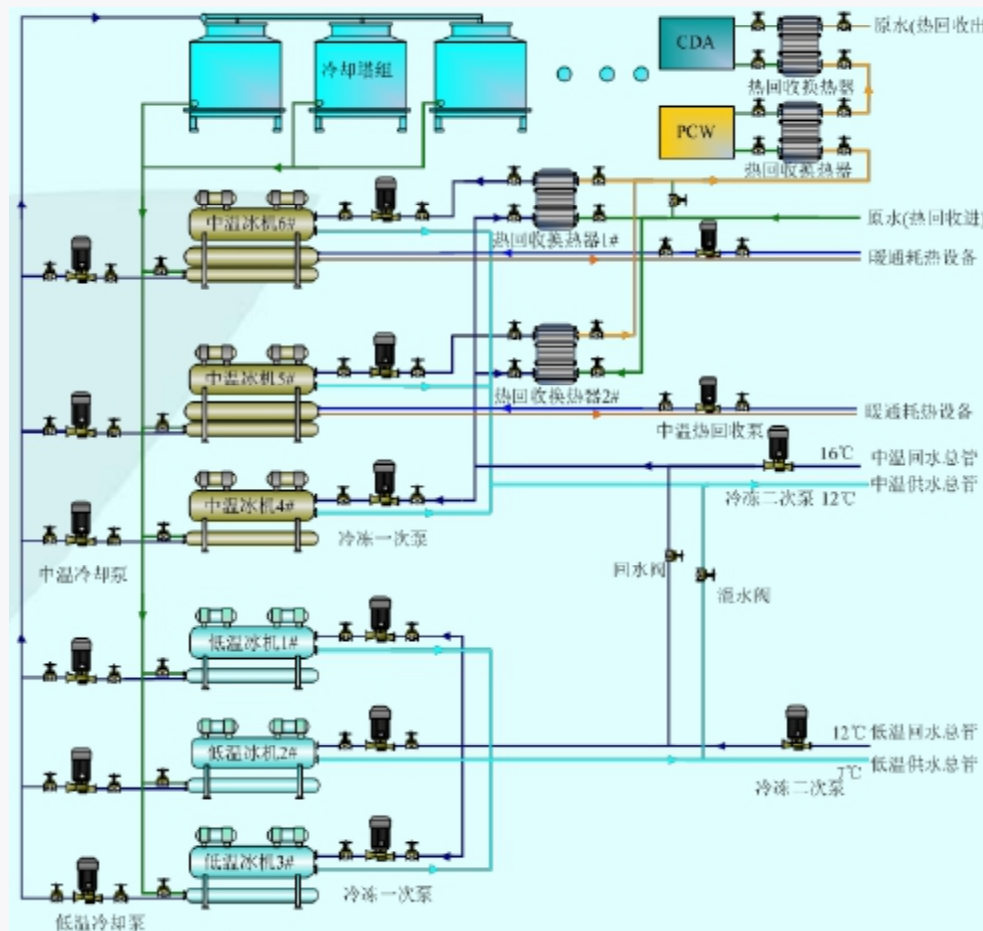 CDA
原水(热回收出
冷却塔组
热回收换热器
PCW
热回收换热器
中温冰机6#
原水(热回收进)
热回收换热器1#
暖通耗热设备
中温冰机5#
热回收换热器2#
暖通耗热设备
中温热回收泵
16℃
中温回水总管
中温冰机4#
中温供水总管
冷冻二次泵
12℃
冷冻一次泵
中温冷却泵
回水阀
混水阀
低温冰机1#
12℃
低温回水总管
低温冰机2#
低温供水总管
7℃
冷冻二次泵
低温冰机3#
冷冻一次泵
低温冷却泵